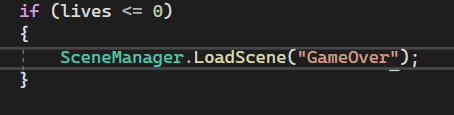 if (lives <= 0)
{
    SceneManager.LoadScene("GameOver");
}